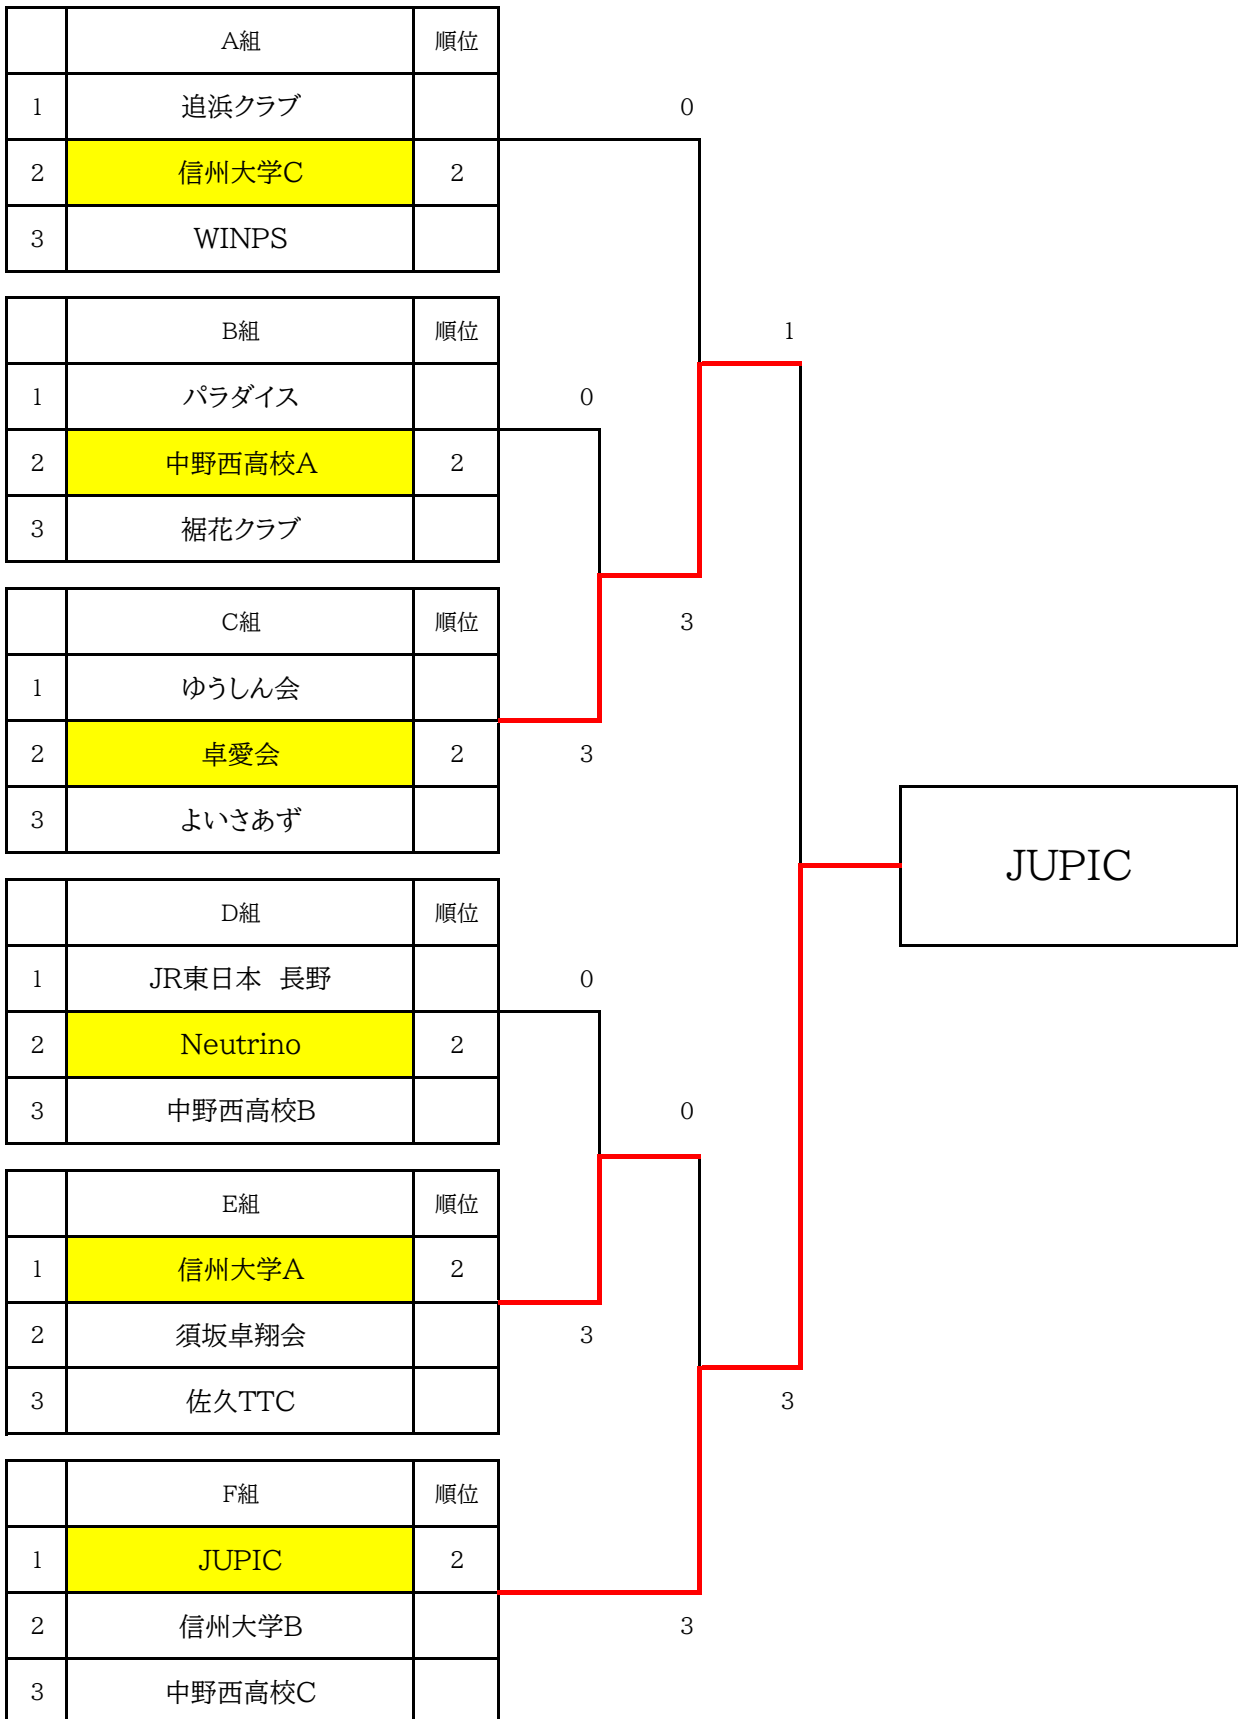 A組 順位
1 追浜クラブ 0
2 信州大学C 2
3 WINPS
B組 順位 1
1 パラダイス 0
2 中野西高校A 2
3 裾花クラブ
C組 順位 3
1 ゆうしん会
2 卓愛会 2 3
3 よいさあず
JUPIC
D組 順位
1 JR東日本 長野 0
2 Neutrino 2
3 中野西高校B 0
E組 順位
1 信州大学A 2
2 須坂卓翔会 3
3 佐久TTC 3
F組 順位
1 JUPIC 2
2 信州大学B 3
3 中野西高校C